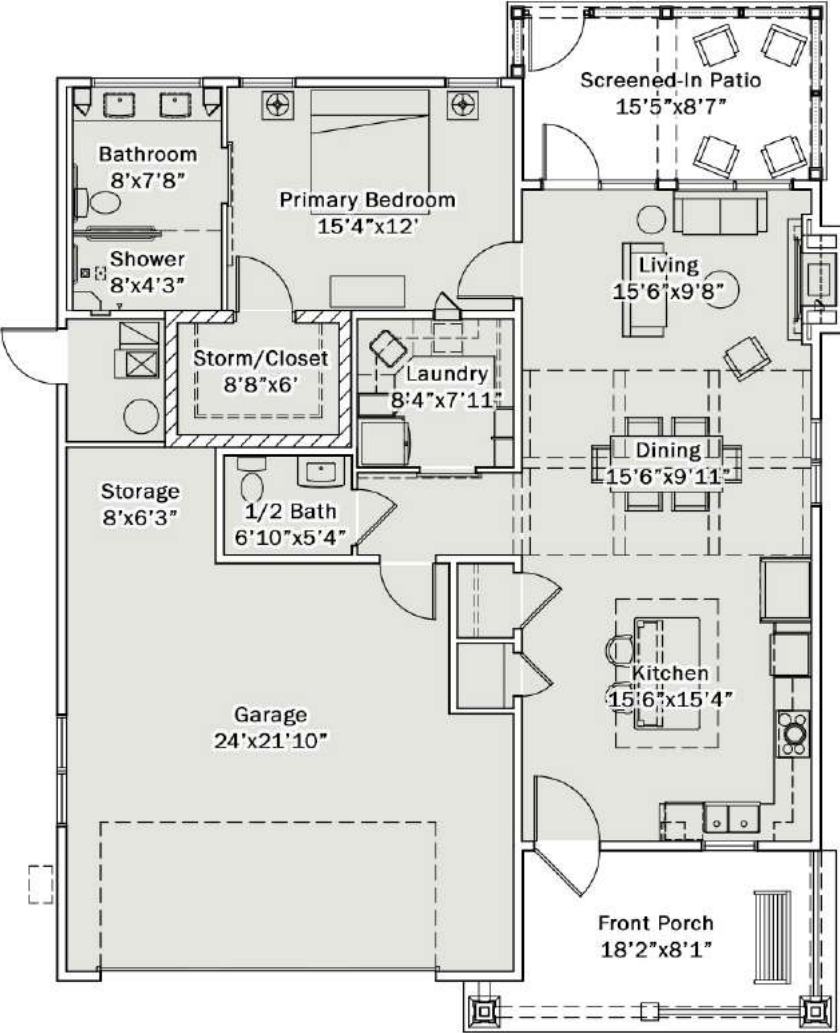 Screened-In Patio
15'5"x8'7"
Bathroom
8'x7'8"
Primary Bedroom
15'4"x12'
Shower
8'x4'3"
Living
15'6"x9'8"
Storm/Closet
8'8"x6'
Laundry
8'4"x7'11"
Dining
15'6"x9'11"
Storage
8'x6'3"
1/2 Bath
6'10"x5'4"
Kitchen
15'6"x15'4"
Garage
24'x21'10"
Front Porch
18'2"x8'1"